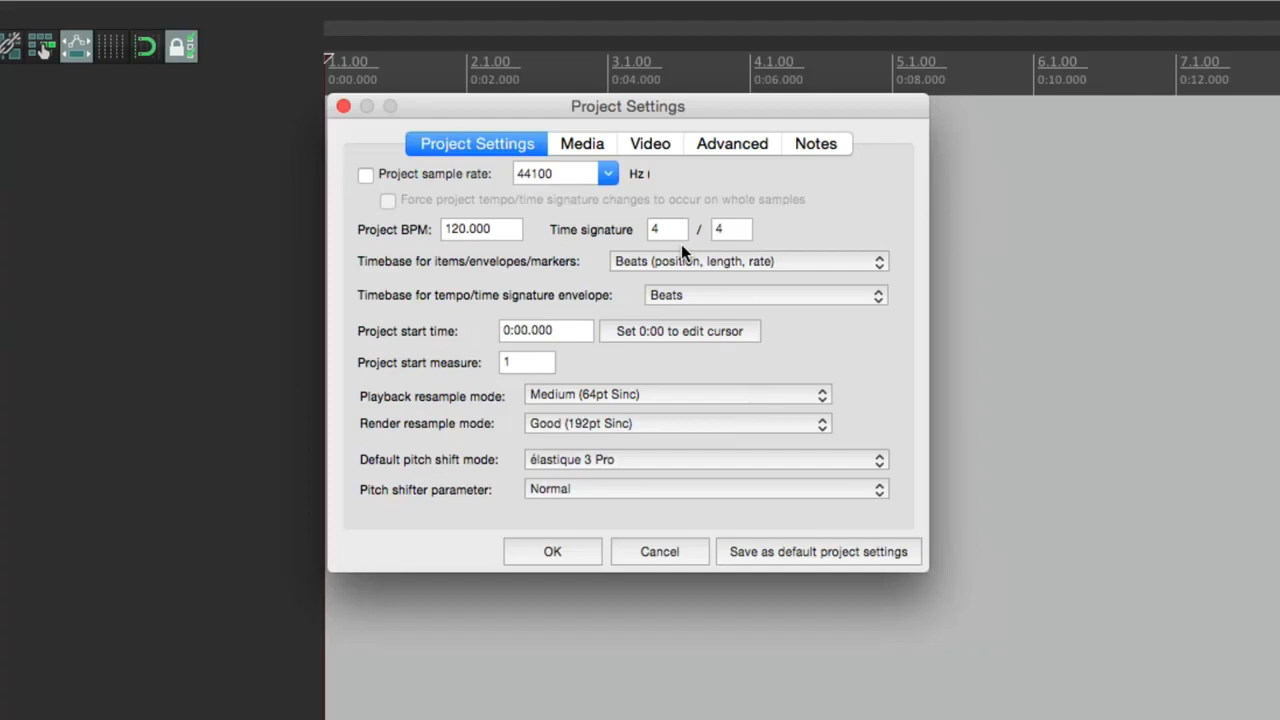 1.1.00 2.1.00 3.1.00 4.1.00 5.1.00 6.1.00 7.1.00
0:00.000 0:02.000 0:04.000 0:06.000 0:08.000 0:10.000 0:12.000
Project Settings
Project Settings Media Video Advanced Notes
Project sample rate: 44100 Hz
Force project tempo/time signature changes to occur on whole samples
Project BPM: 120.000 Time signature 4 / 4
Timebase for items/envelopes/markers: Beats (position, length, rate)
Timebase for tempo/time signature envelope: Beats
Project start time: 0:00.000 Set 0:00 to edit cursor
Project start measure: 1
Playback resample mode: Medium (64pt Sinc)
Render resample mode: Good (192pt Sinc)
Default pitch shift mode: élastique 3 Pro
Pitch shifter parameter: Normal
OK Cancel Save as default project settings